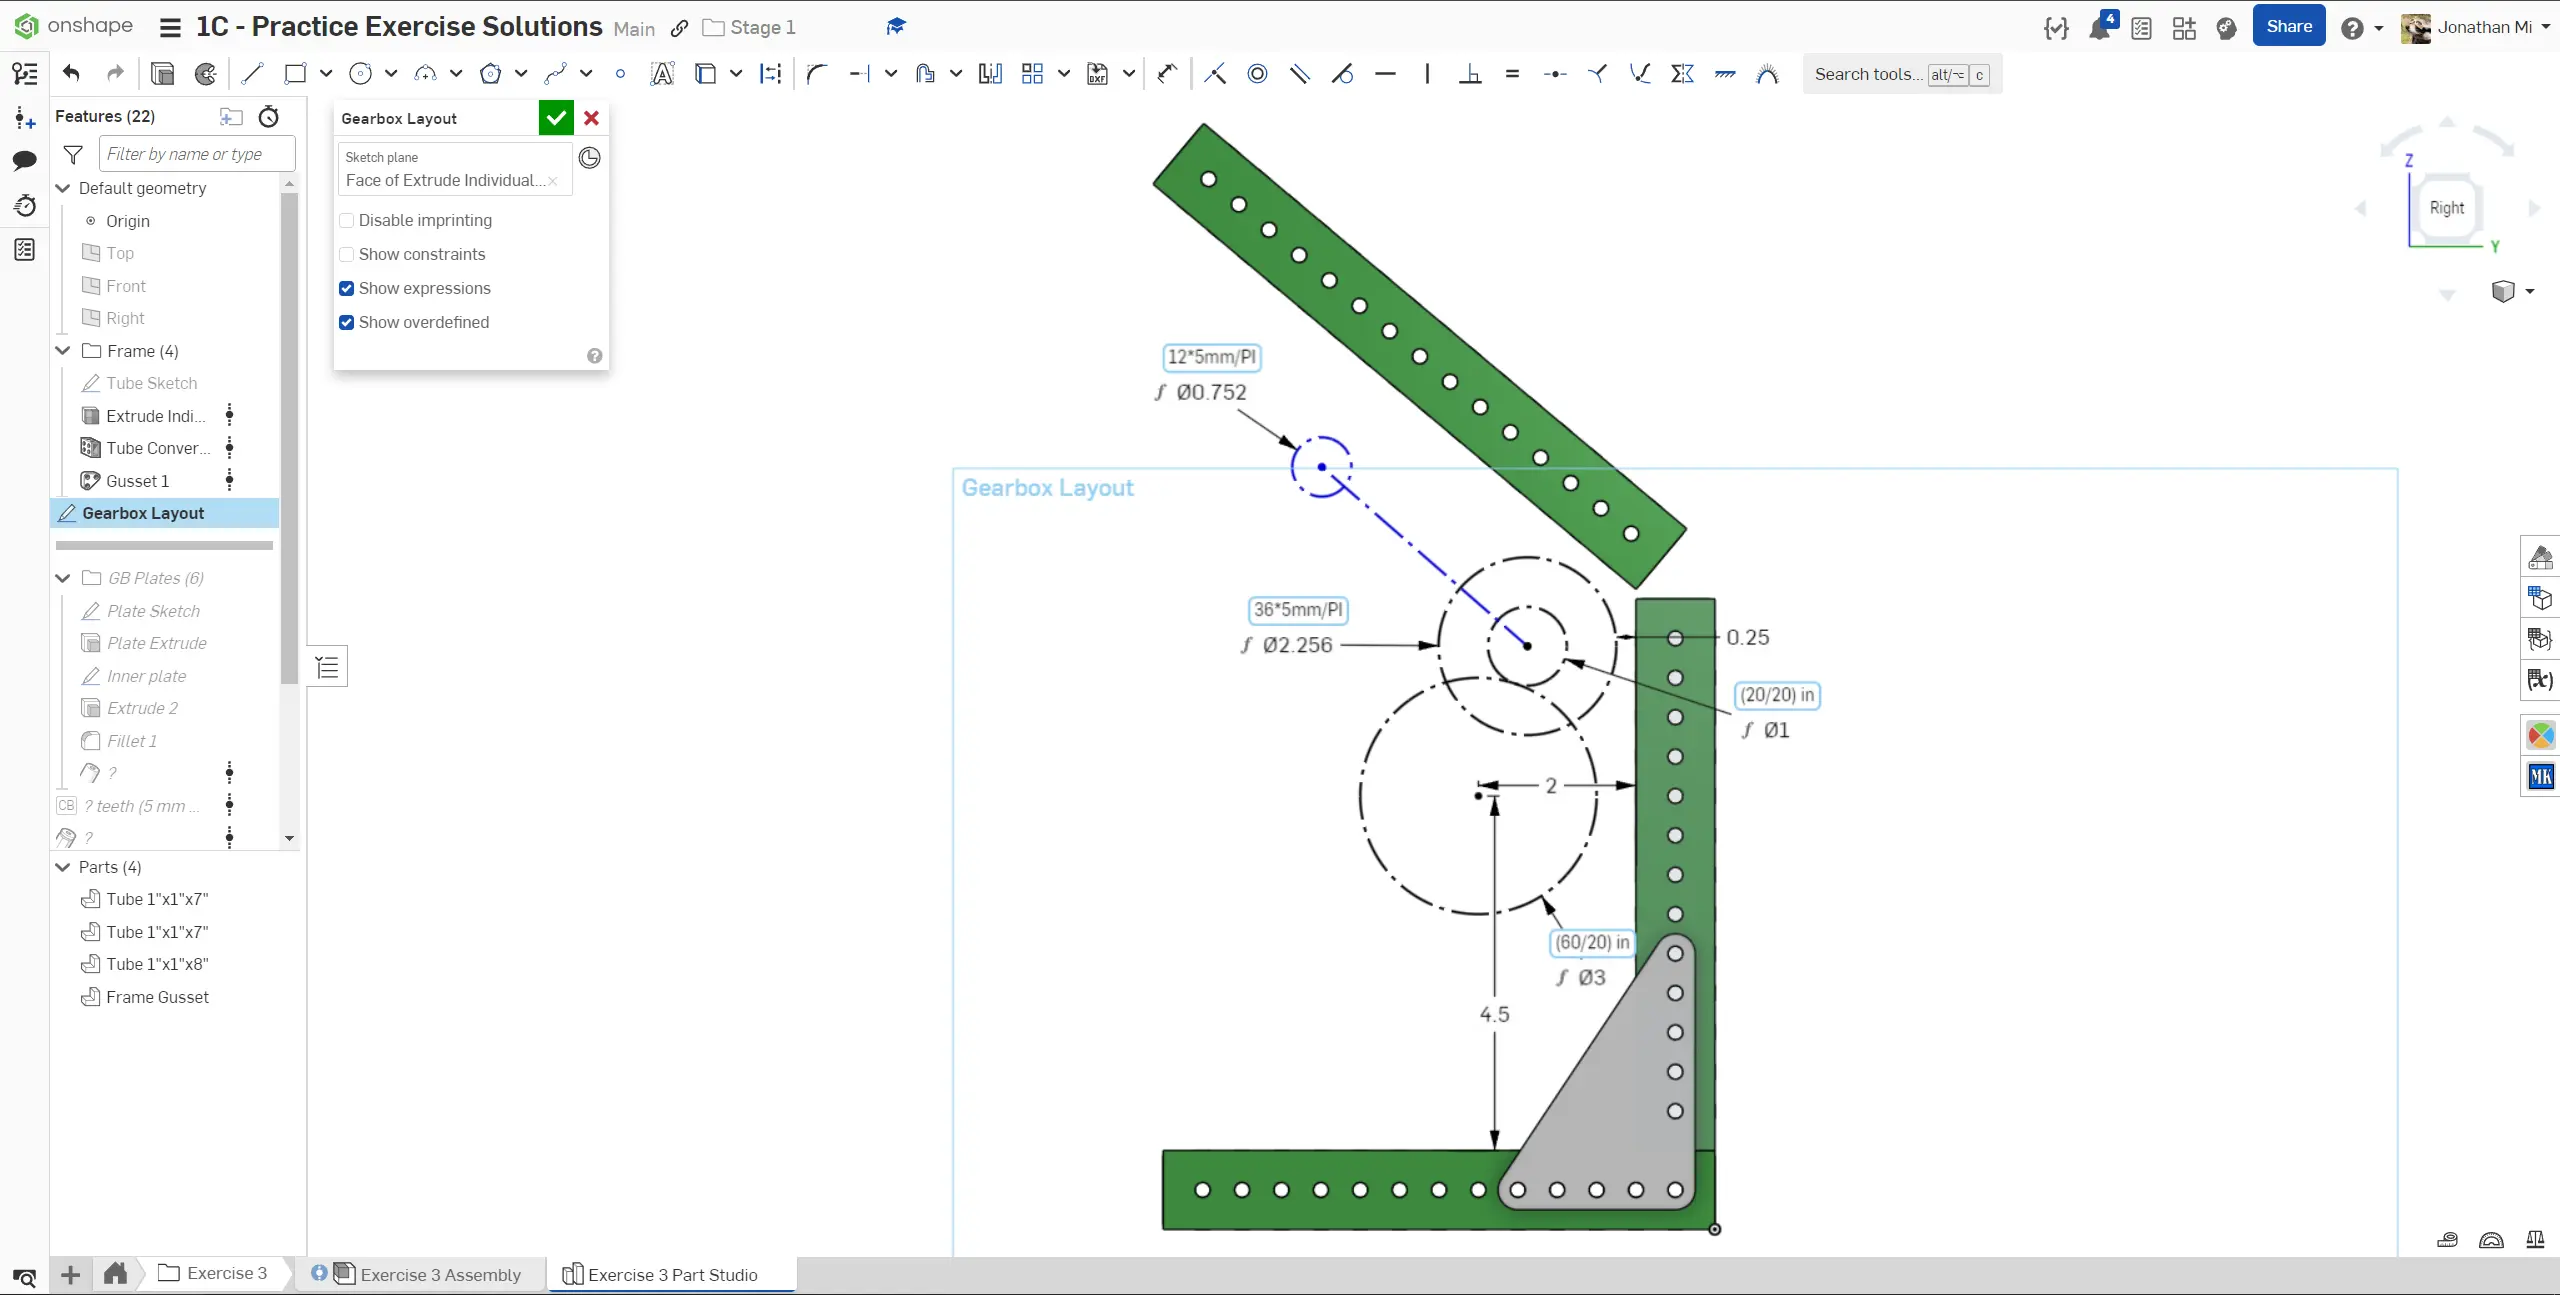 onshape
1C - Practice Exercise Solutions Main Stage 1
4
Share
Jonathan Mi
Search tools... alt/⌥ c
Features (22)
Filter by name or type
Default geometry
Origin
Top
Front
Right
Frame (4)
Tube Sketch
Extrude Indi...
Tube Conver...
Gusset 1
Gearbox Layout
GB Plates (6)
Plate Sketch
Plate Extrude
Inner plate
Extrude 2
Fillet 1
?
CB ? teeth (5 mm ...
?
Parts (4)
Tube 1"x1"x7"
Tube 1"x1"x7"
Tube 1"x1"x8"
Frame Gusset
Gearbox Layout
Sketch plane
Face of Extrude Individual...
Disable imprinting
Show constraints
Show expressions
Show overdefined
12*5mm/PI
ƒ Ø0.752
Gearbox Layout
36*5mm/PI
ƒ Ø2.256
0.25
(20/20) in
ƒ Ø1
2
(60/20) in
ƒ Ø3
4.5
Z
Right
Y
DXF
(x)
MK
Exercise 3
Exercise 3 Assembly
Exercise 3 Part Studio